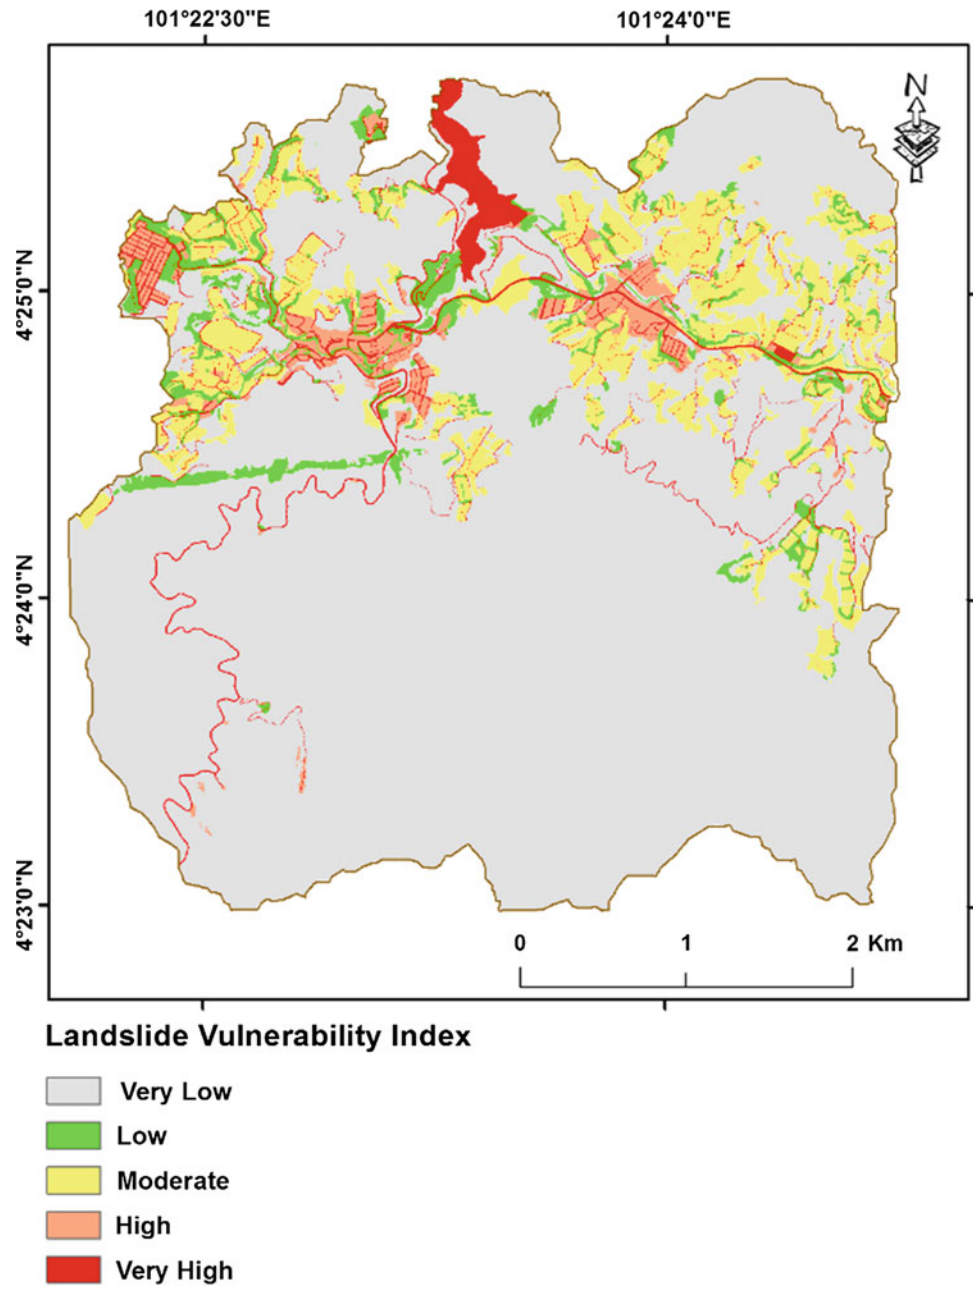 101°22'30"E 101°24'0"E
N
4°25'0"N
4°24'0"N
4°23'0"N
0 1 2 Km
Landslide Vulnerability Index
Very Low
Low
Moderate
High
Very High